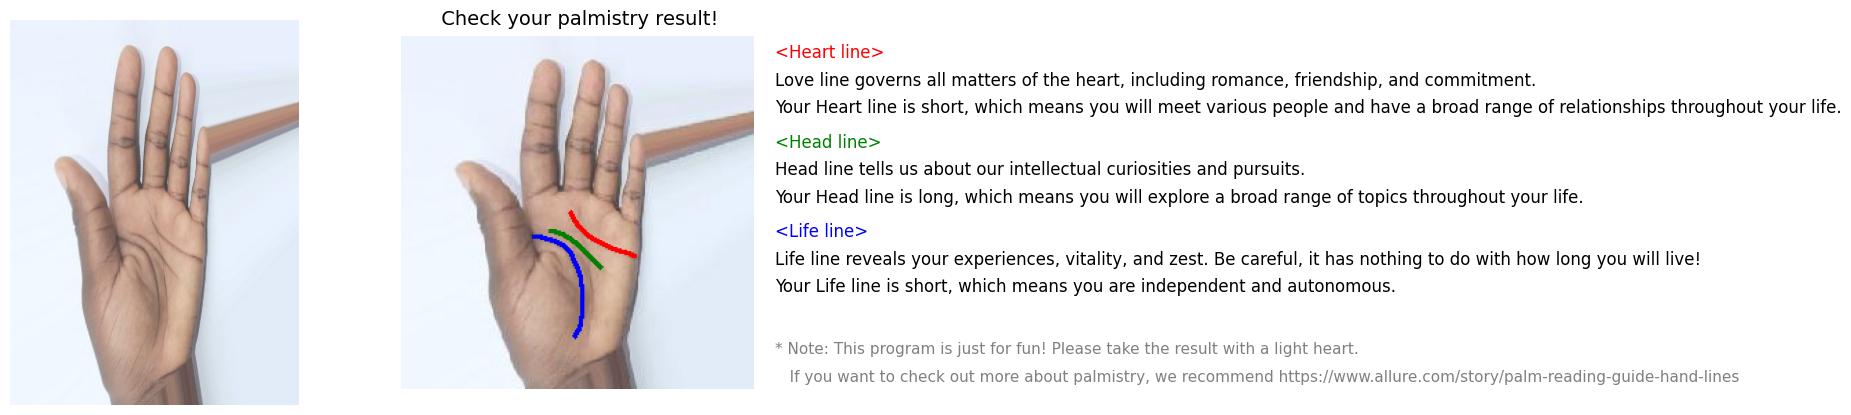 Check your palmistry result!
<Heart line>
Love line governs all matters of the heart, including romance, friendship, and commitment.
Your Heart line is short, which means you will meet various people and have a broad range of relationships throughout your life.
<Head line>
Head line tells us about our intellectual curiosities and pursuits.
Your Head line is long, which means you will explore a broad range of topics throughout your life.
<Life line>
Life line reveals your experiences, vitality, and zest. Be careful, it has nothing to do with how long you will live!
Your Life line is short, which means you are independent and autonomous.
* Note: This program is just for fun! Please take the result with a light heart.
If you want to check out more about palmistry, we recommend https://www.allure.com/story/palm-reading-guide-hand-lines